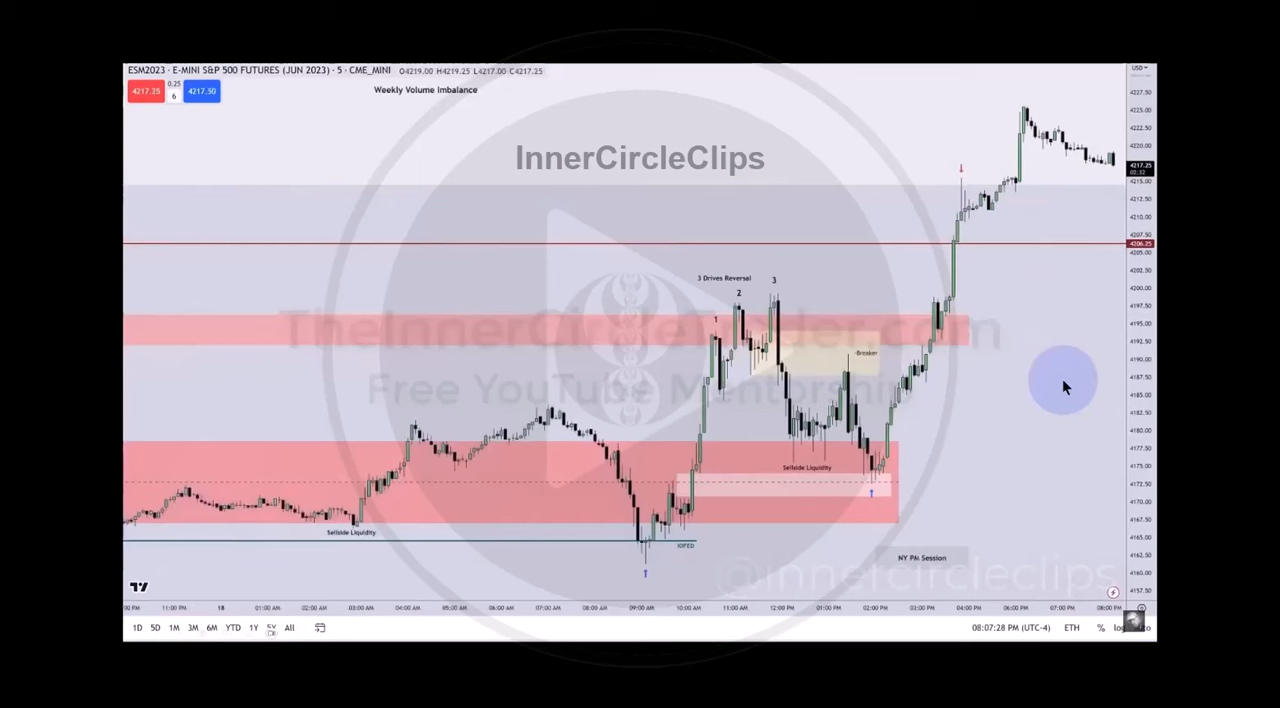 ESM2023 · E-MINI S&P 500 FUTURES (JUN 2023) · 5 · CME_MINI O4219.00 H4219.25 L4217.00 C4217.25
USD
4217.25 0.25 6 4217.50
Weekly Volume Imbalance
InnerCircleClips
4227.50
4225.00
4222.50
4220.00
4217.25
02:32
4215.00
4212.50
4210.00
4207.50
4206.25
4205.00
4202.50
4200.00
4197.50
4195.00
4192.50
4190.00
4187.50
4185.00
4182.50
4180.00
4177.50
4175.00
4172.50
4170.00
4167.50
4165.00
4162.50
4160.00
4157.50
3 Drives Reversal
1
2
3
TheInnerCircleTrader.com
Free YouTube Mentorship
-Breaker
Sellside Liquidity
Sellside Liquidity
IOFED
NY PM Session
@innercircleclips
00 PM 11:00 PM 18 01:00 AM 02:00 AM 03:00 AM 04:00 AM 05:00 AM 06:00 AM 07:00 AM 08:00 AM 09:00 AM 10:00 AM 11:00 AM 12:00 PM 01:00 PM 02:00 PM 03:00 PM 04:00 PM 06:00 PM 07:00 PM 08:00 PM
1D 5D 1M 3M 6M YTD 1Y 5Y All
08:07:28 PM (UTC-4) ETH %